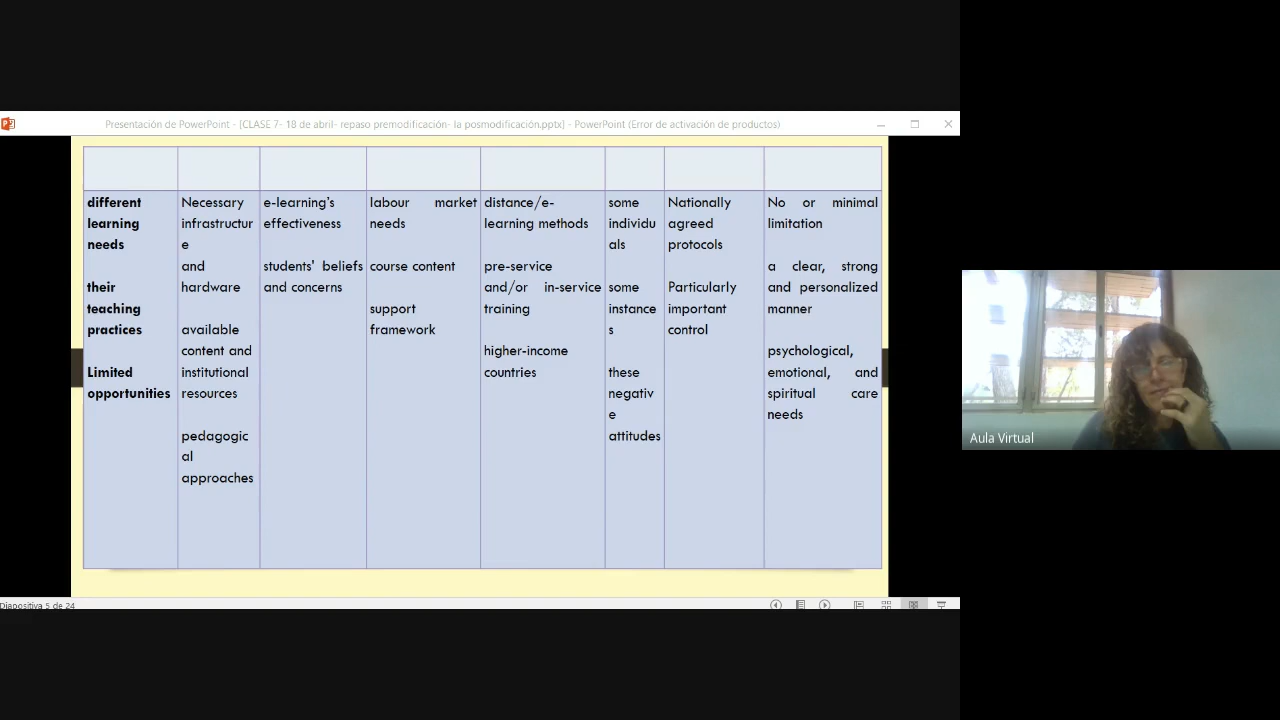 Presentación de PowerPoint - [CLASE 7- 18 de abril- repaso premodificación- la posmodificación.pptx] - PowerPoint (Error de activación de productos)
different
learning
needs
their
teaching
practices
Limited
opportunities
Necessary
infrastructur
e
and
hardware
available
content and
institutional
resources
pedagogic
al
approaches
e-learning's
effectiveness
students' beliefs
and concerns
labour market
needs
course content
support
framework
distance/e-
learning methods
pre-service
and/or in-service
training
higher-income
countries
some
individu
als
some
instance
s
these
negativ
e
attitudes
Nationally
agreed
protocols
Particularly
important
control
No or minimal
limitation
a clear, strong
and personalized
manner
psychological,
emotional, and
spiritual care
needs
Aula Virtual
Diapositiva 5 de 24